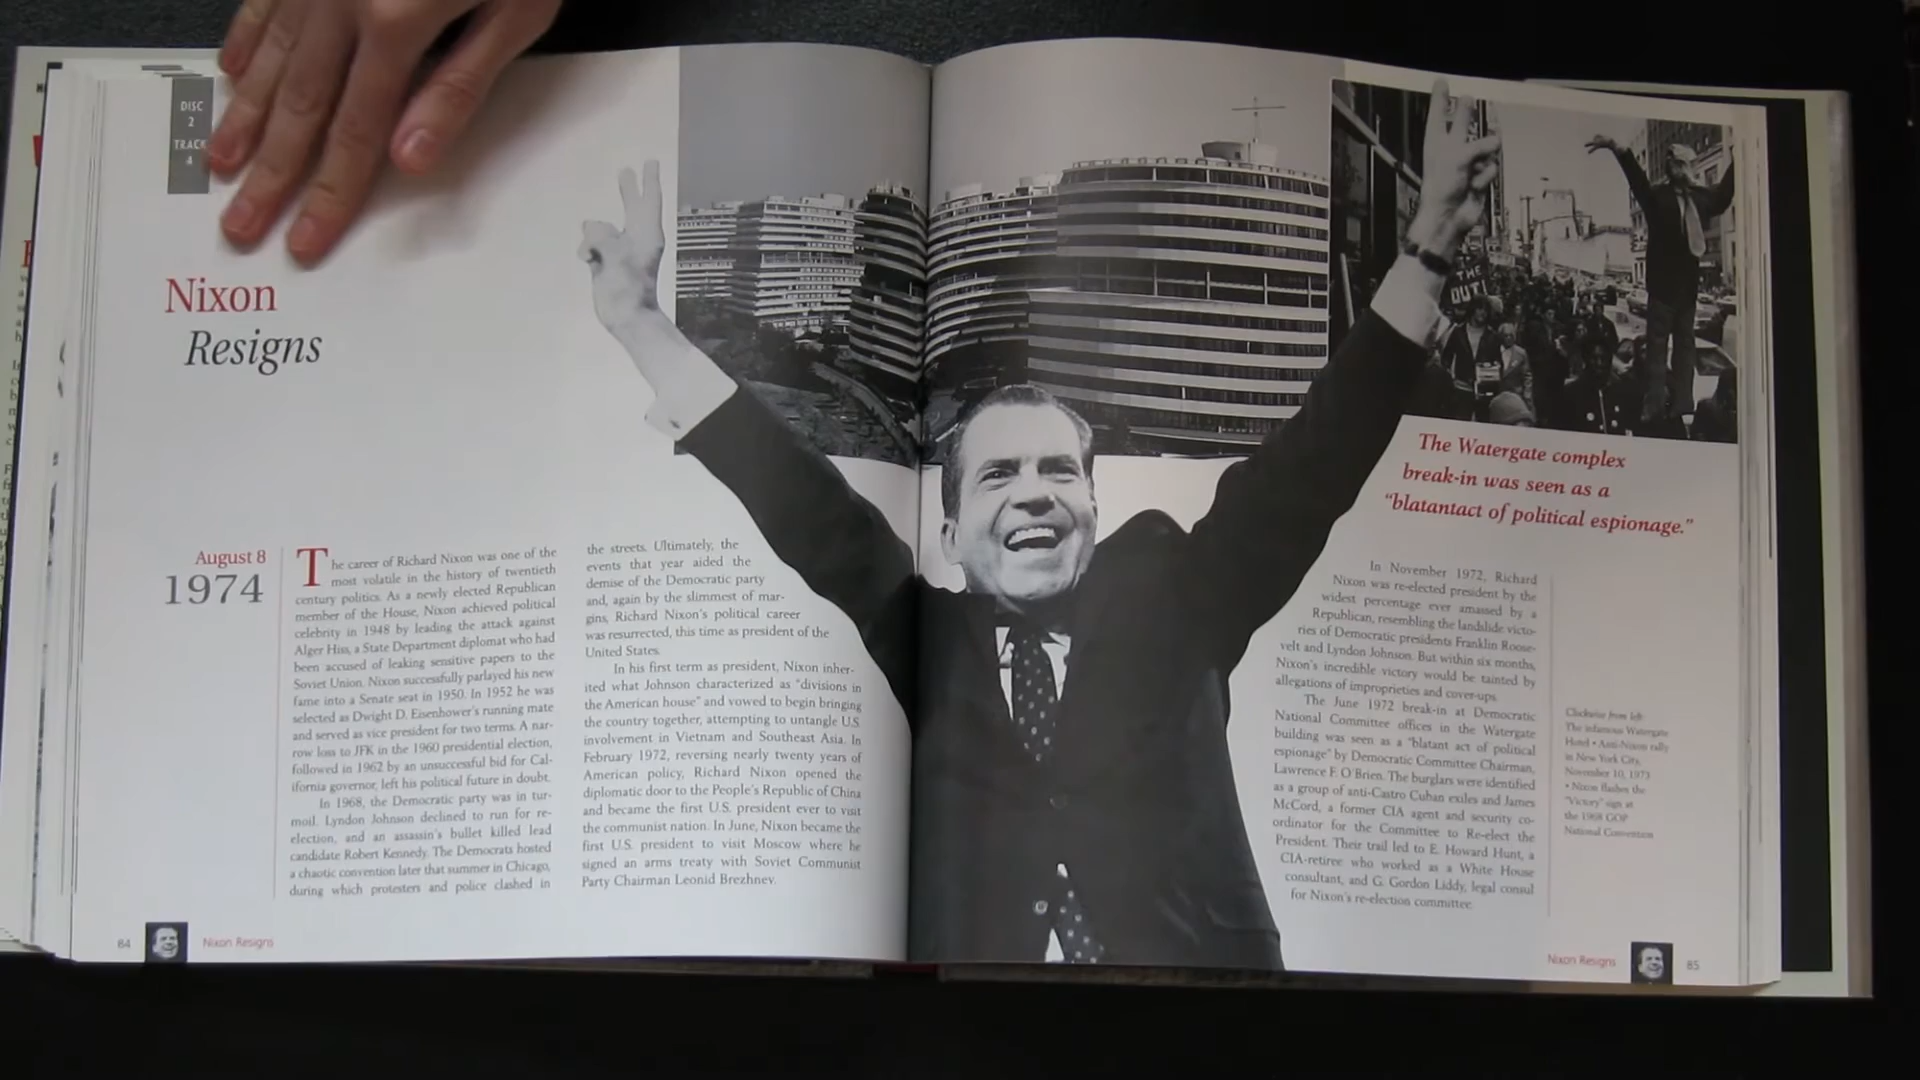 DISC
2
TRACK
4
Nixon
Resigns
August 8
1974
The career of Richard Nixon was one of the
most volatile in the history of twentieth
century politics. As a newly elected Republican
member of the House, Nixon achieved political
celebrity in 1948 by leading the attack against
Alger Hiss, a State Department diplomat who had
been accused of leaking sensitive papers to the
Soviet Union. Nixon successfully parlayed his new
fame into a Senate seat in 1950. In 1952 he was
selected as Dwight D. Eisenhower's running mate
and served as vice president for two terms. A nar-
row loss to JFK in the 1960 presidential election,
followed in 1962 by an unsuccessful bid for Cal-
ifornia governor, left his political future in doubt.
In 1968, the Democratic party was in tur-
moil. Lyndon Johnson declined to run for re-
election, and an assassin's bullet killed lead
candidate Robert Kennedy. The Democrats hosted
a chaotic convention later that summer in Chicago,
during which protesters and police clashed in
the streets. Ultimately, the
events that year aided the
demise of the Democratic party
and, again by the slimmest of mar-
gins, Richard Nixon's political career
was resurrected, this time as president of the
United States.
In his first term as president, Nixon inher-
ited what Johnson characterized as "divisions in
the American house" and vowed to begin bringing
the country together, attempting to untangle U.S.
involvement in Vietnam and Southeast Asia. In
February 1972, reversing nearly twenty years of
American policy, Richard Nixon opened the
diplomatic door to the People's Republic of China
and became the first U.S. president ever to visit
the communist nation. In June, Nixon became the
first U.S. president to visit Moscow where he
signed an arms treaty with Soviet Communist
Party Chairman Leonid Brezhnev.
84
Nixon Resigns
THE
OUT!
The Watergate complex
break-in was seen as a
"blatantact of political espionage."
In November 1972, Richard
Nixon was re-elected president by the
widest percentage ever amassed by a
Republican, resembling the landslide victo-
ries of Democratic presidents Franklin Roose-
velt and Lyndon Johnson. But within six months,
Nixon's incredible victory would be tainted by
allegations of improprieties and cover-ups.
The June 1972 break-in at Democratic
National Committee offices in the Watergate
building was seen as a "blatant act of political
espionage" by Democratic Committee Chairman,
Lawrence F. O'Brien. The burglars were identified
as a group of anti-Castro Cuban exiles and James
McCord, a former CIA agent and security co-
ordinator for the Committee to Re-elect the
President. Their trail led to E. Howard Hunt, a
CIA-retiree who worked as a White House
consultant, and G. Gordon Liddy, legal consul
for Nixon's re-election committee.
Clockwise from left:
The infamous Watergate
Hotel • Anti-Nixon rally
in New York City,
November 10, 1973
• Nixon flashes the
"Victory" sign at
the 1968 GOP
National Convention
Nixon Resigns
85